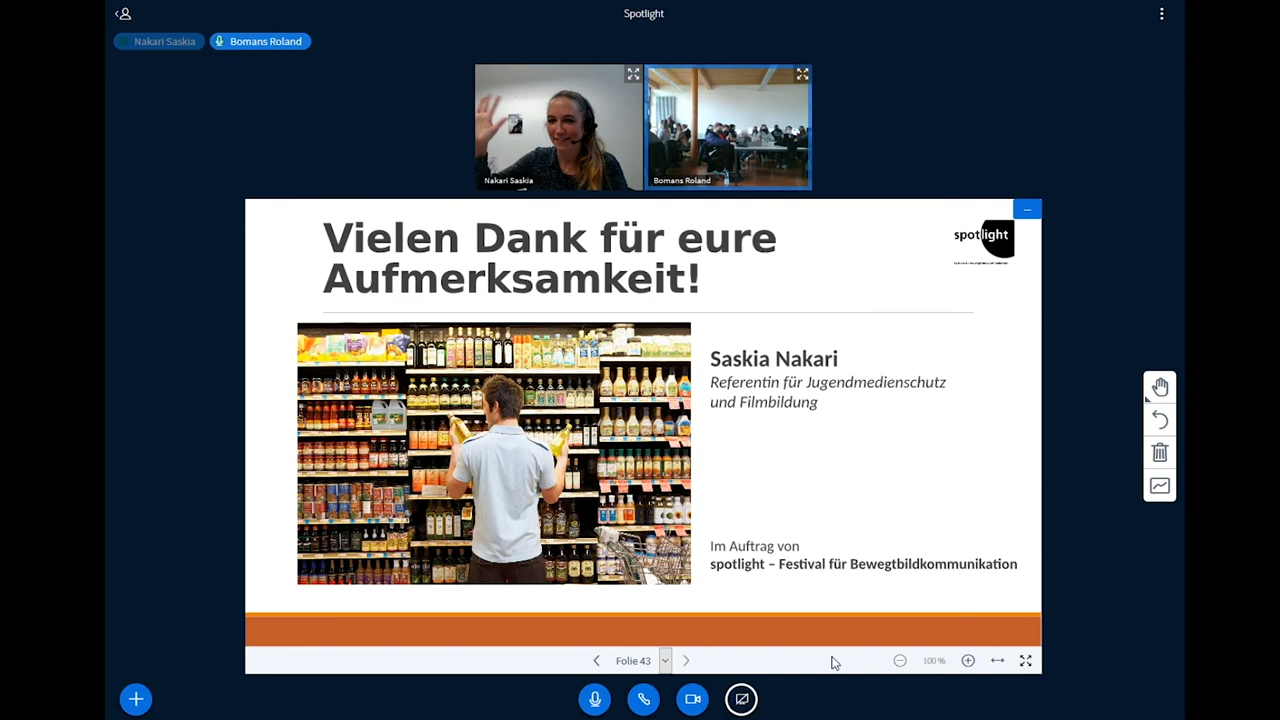 Spotlight
Nakari Saskia
Bomans Roland
Nakari Saskia
Bomans Roland
Vielen Dank für eure
Aufmerksamkeit!
spotlight
Saskia Nakari
Referentin für Jugendmedienschutz
und Filmbildung
Im Auftrag von
spotlight – Festival für Bewegtbildkommunikation
Folie 43
100 %